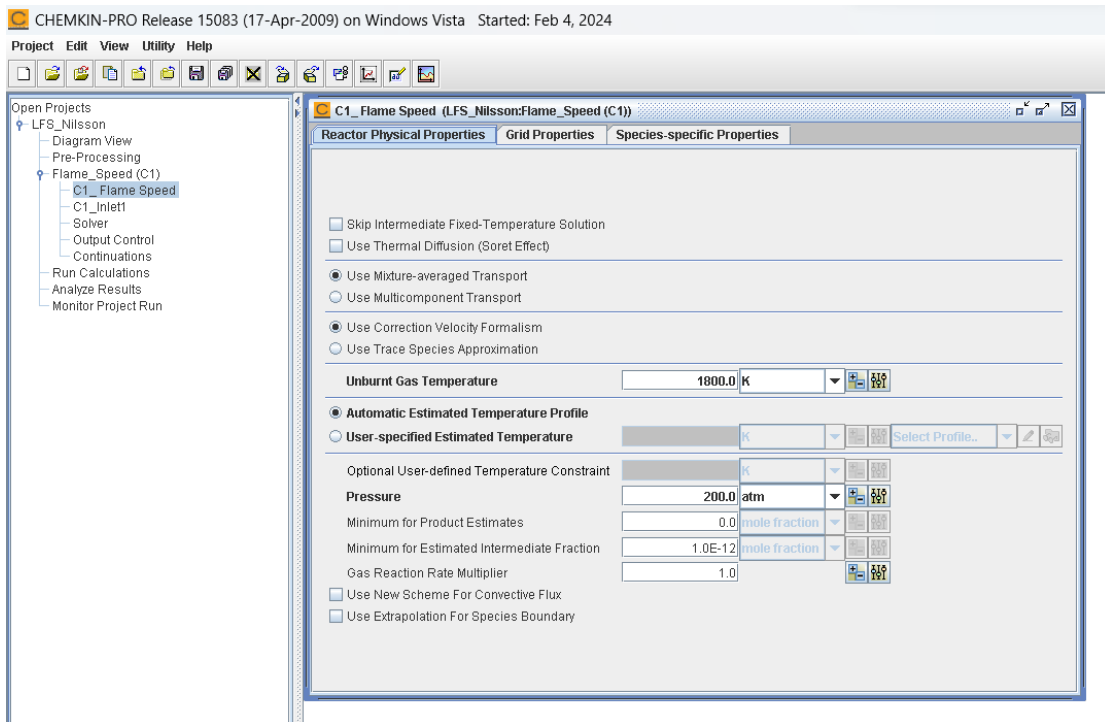 CHEMKIN-PRO Release 15083 (17-Apr-2009) on Windows Vista Started: Feb 4, 2024
Project Edit View Utility Help
Open Projects
LFS_Nilsson
Diagram View
Pre-Processing
Flame_Speed (C1)
C1_ Flame Speed
C1_Inlet1
Solver
Output Control
Continuations
Run Calculations
Analyze Results
Monitor Project Run
C1_ Flame Speed (LFS_Nilsson:Flame_Speed (C1))
Reactor Physical Properties Grid Properties Species-specific Properties
Skip Intermediate Fixed-Temperature Solution
Use Thermal Diffusion (Soret Effect)
Use Mixture-averaged Transport
Use Multicomponent Transport
Use Correction Velocity Formalism
Use Trace Species Approximation
Unburnt Gas Temperature 1800.0 K
Automatic Estimated Temperature Profile
User-specified Estimated Temperature K Select Profile..
Optional User-defined Temperature Constraint K
Pressure 200.0 atm
Minimum for Product Estimates 0.0 mole fraction
Minimum for Estimated Intermediate Fraction 1.0E-12 mole fraction
Gas Reaction Rate Multiplier 1.0
Use New Scheme For Convective Flux
Use Extrapolation For Species Boundary